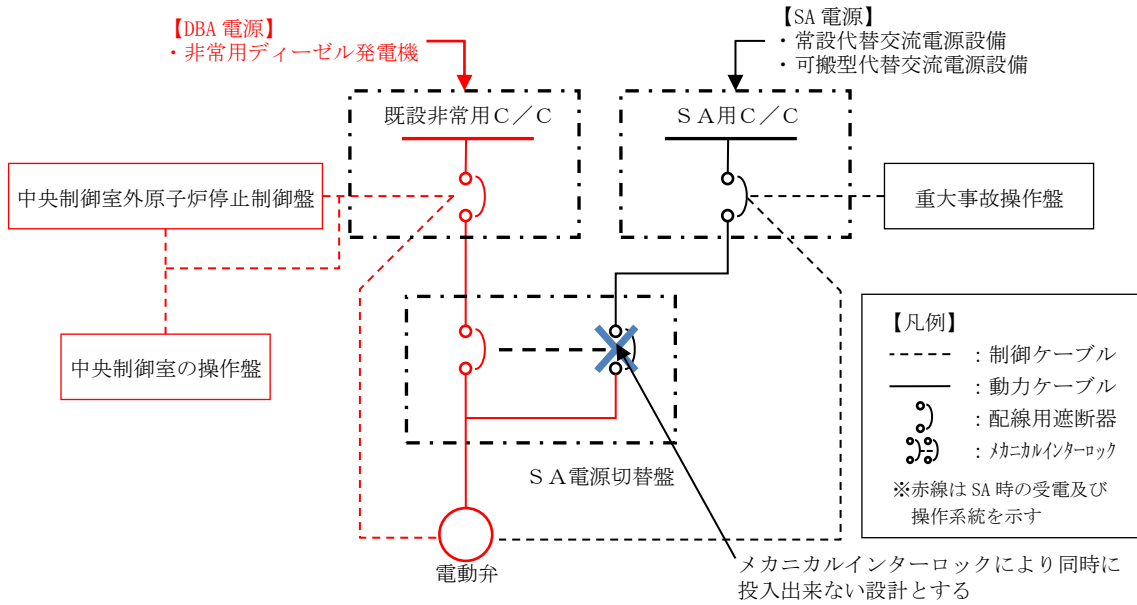 【DBA 電源】
・非常用ディーゼル発電機
【SA 電源】
・常設代替交流電源設備
・可搬型代替交流電源設備
既設非常用Ｃ／Ｃ
ＳＡ用Ｃ／Ｃ
中央制御室外原子炉停止制御盤
重大事故操作盤
中央制御室の操作盤
ＳＡ電源切替盤
電動弁
【凡例】
：制御ケーブル
：動力ケーブル
：配線用遮断器
：ﾒｶﾆｶﾙｲﾝﾀｰﾛｯｸ
※赤線は SA 時の受電及び
操作系統を示す
メカニカルインターロックにより同時に
投入出来ない設計とする